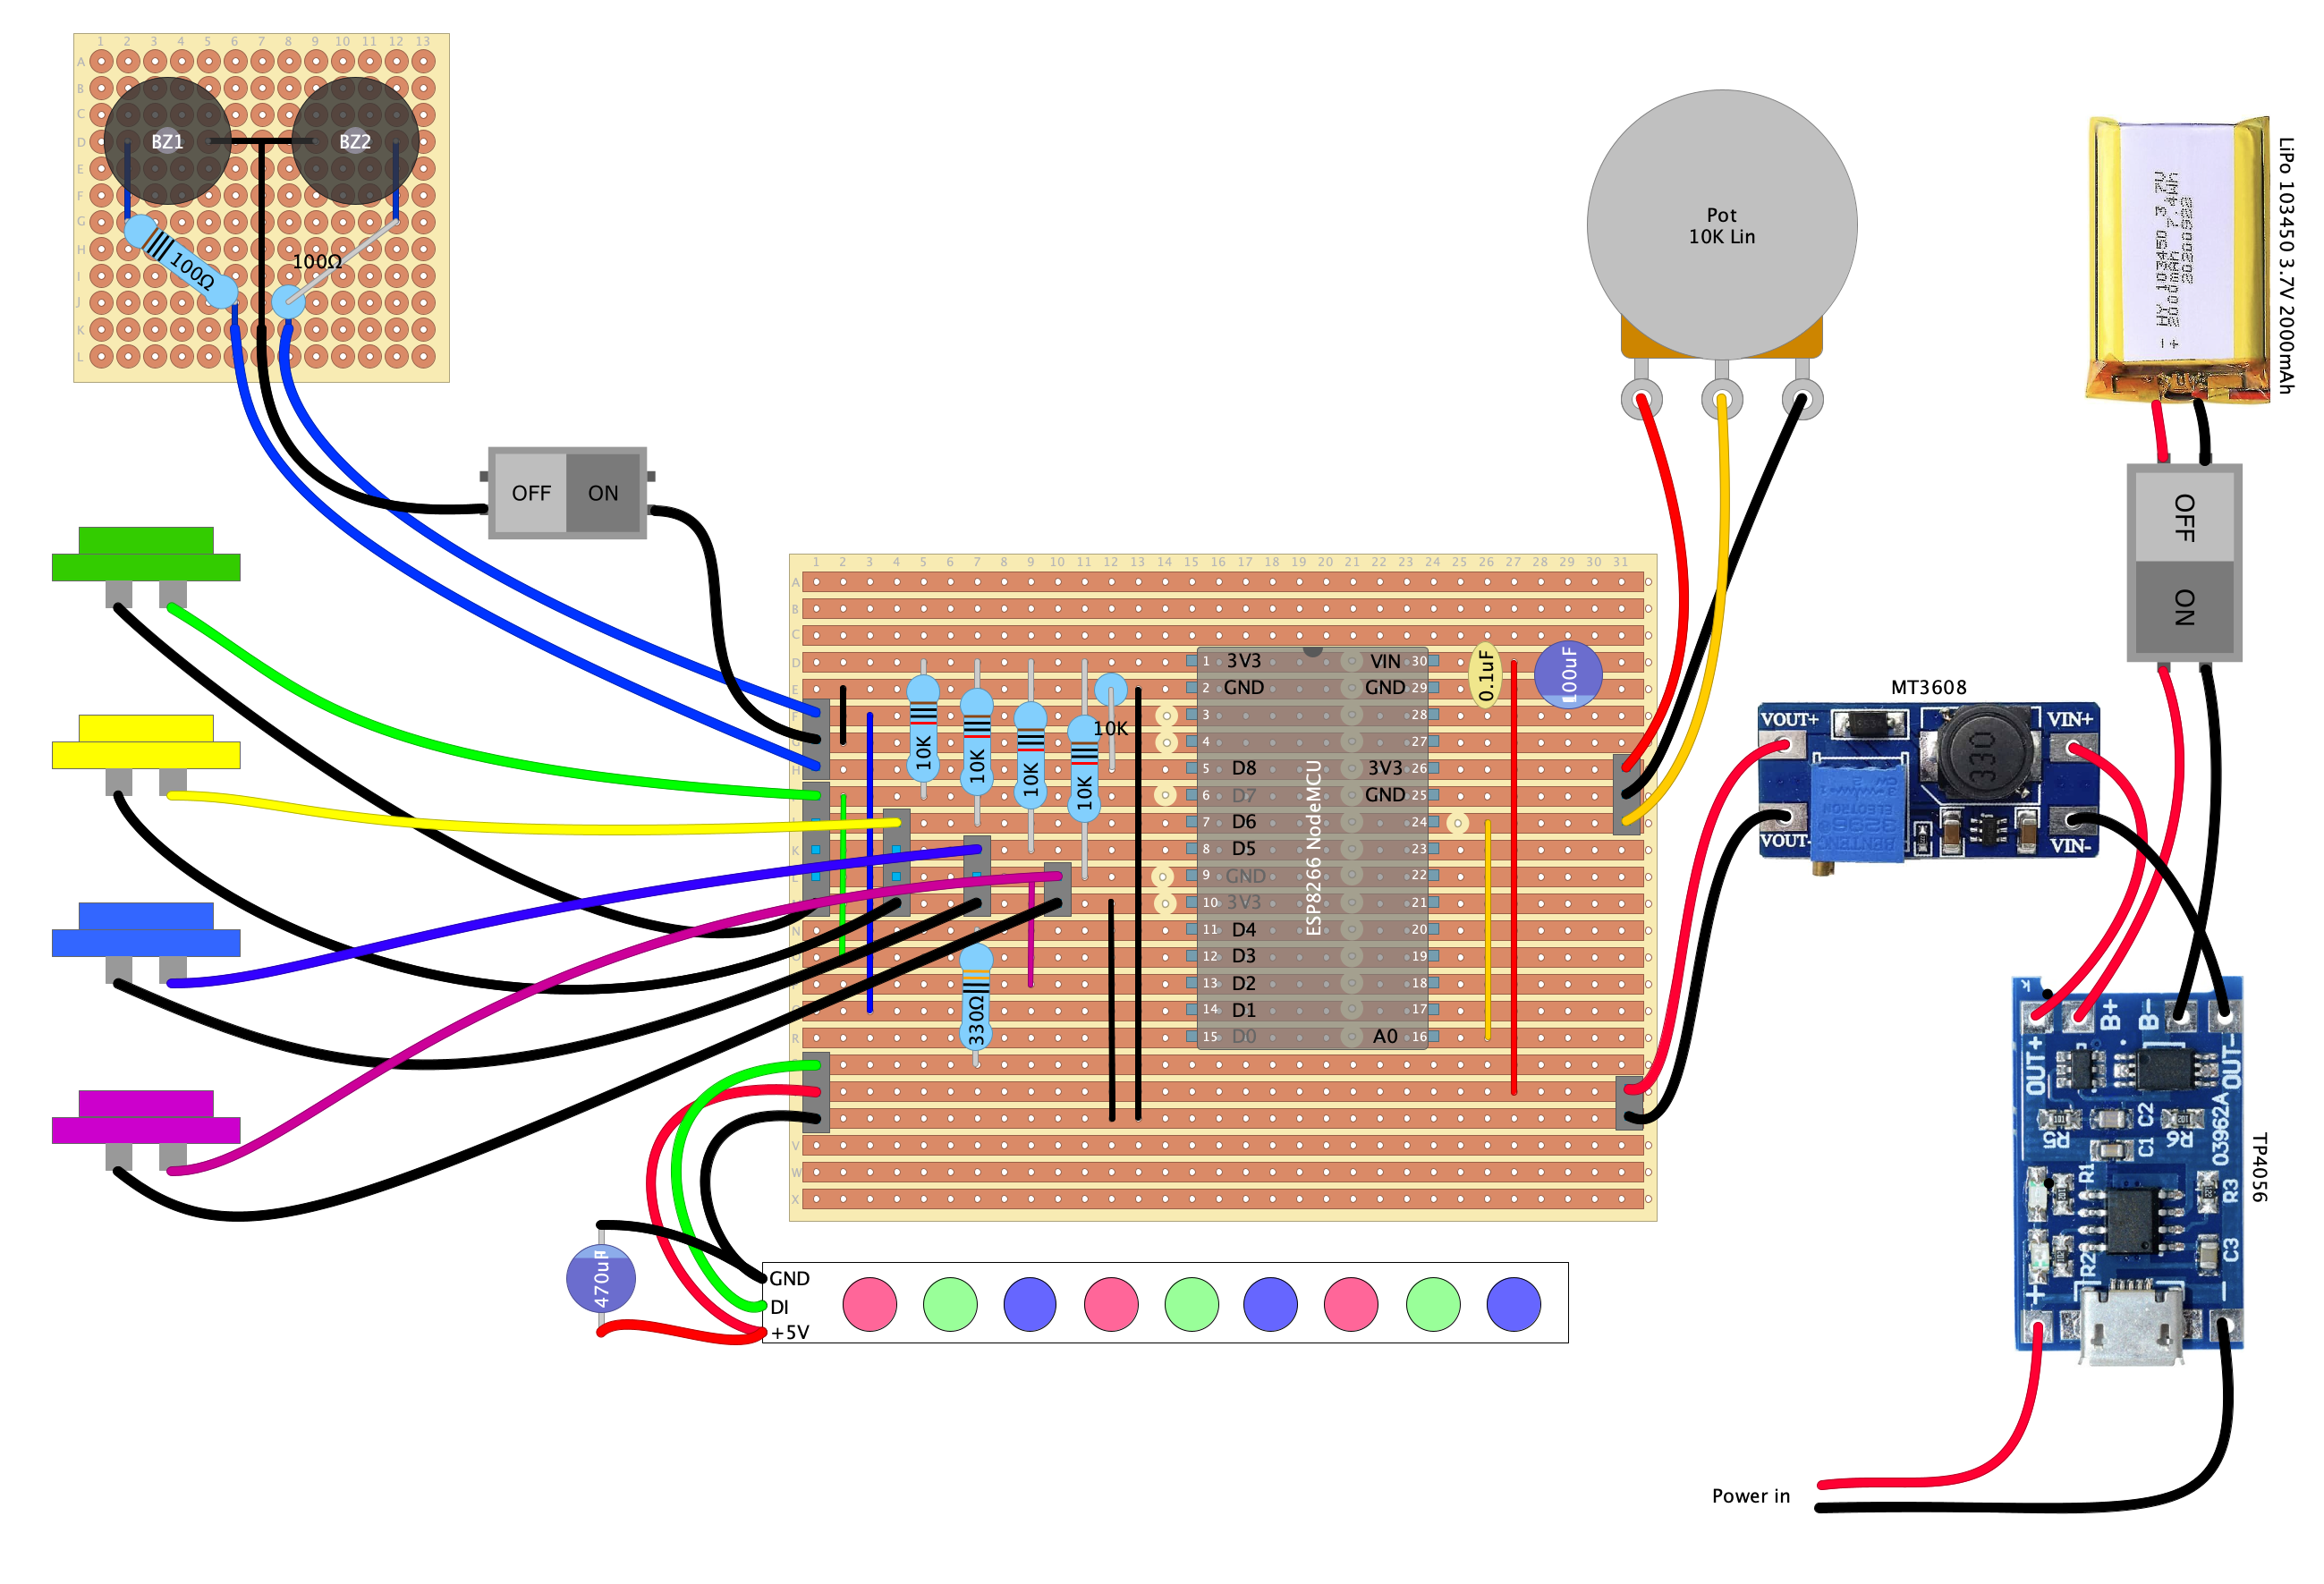 1 2 3 4 5 6 7 8 9 10 11 12 13
A
B
C
D
E
F
G
H
I
J
K
L
BZ1
BZ2
100Ω
100Ω
OFF ON
Pot
10K Lin
HY 103450 3.7V
2000mAh 7.4Wh
20200922
- +
LiPo 103450 3.7V 2000mAh
OFF
ON
1 2 3 4 5 6 7 8 9 10 11 12 13 14 15 16 17 18 19 20 21 22 23 24 25 26 27 28 29 30 31
A
B
C
D
E
F
G
H
K
L
N
R
V
W
X
10K
10K
10K
10K
10K
330Ω
1 3V3 VIN 30
2 GND GND 29
3 28
4 27
5 D8 3V3 26
6 D7 GND 25
7 D6 24
8 D5 23
9 GND 22
10 3V3 21
11 D4 20
12 D3 19
13 D2 18
14 D1 17
15 D0 A0 16
ESP8266 NodeMCU
0.1uF
100uF
MT3608
VOUT+
VIN+
VOUT-
VIN-
330
3296
ELECTRON
BENTENG
OUT+
B+
B-
OUT-
R5
C2
C1
R6
03962A
R1
R2
R3
C3
+
-
TP4056
470uF
GND
DI
+5V
Power in